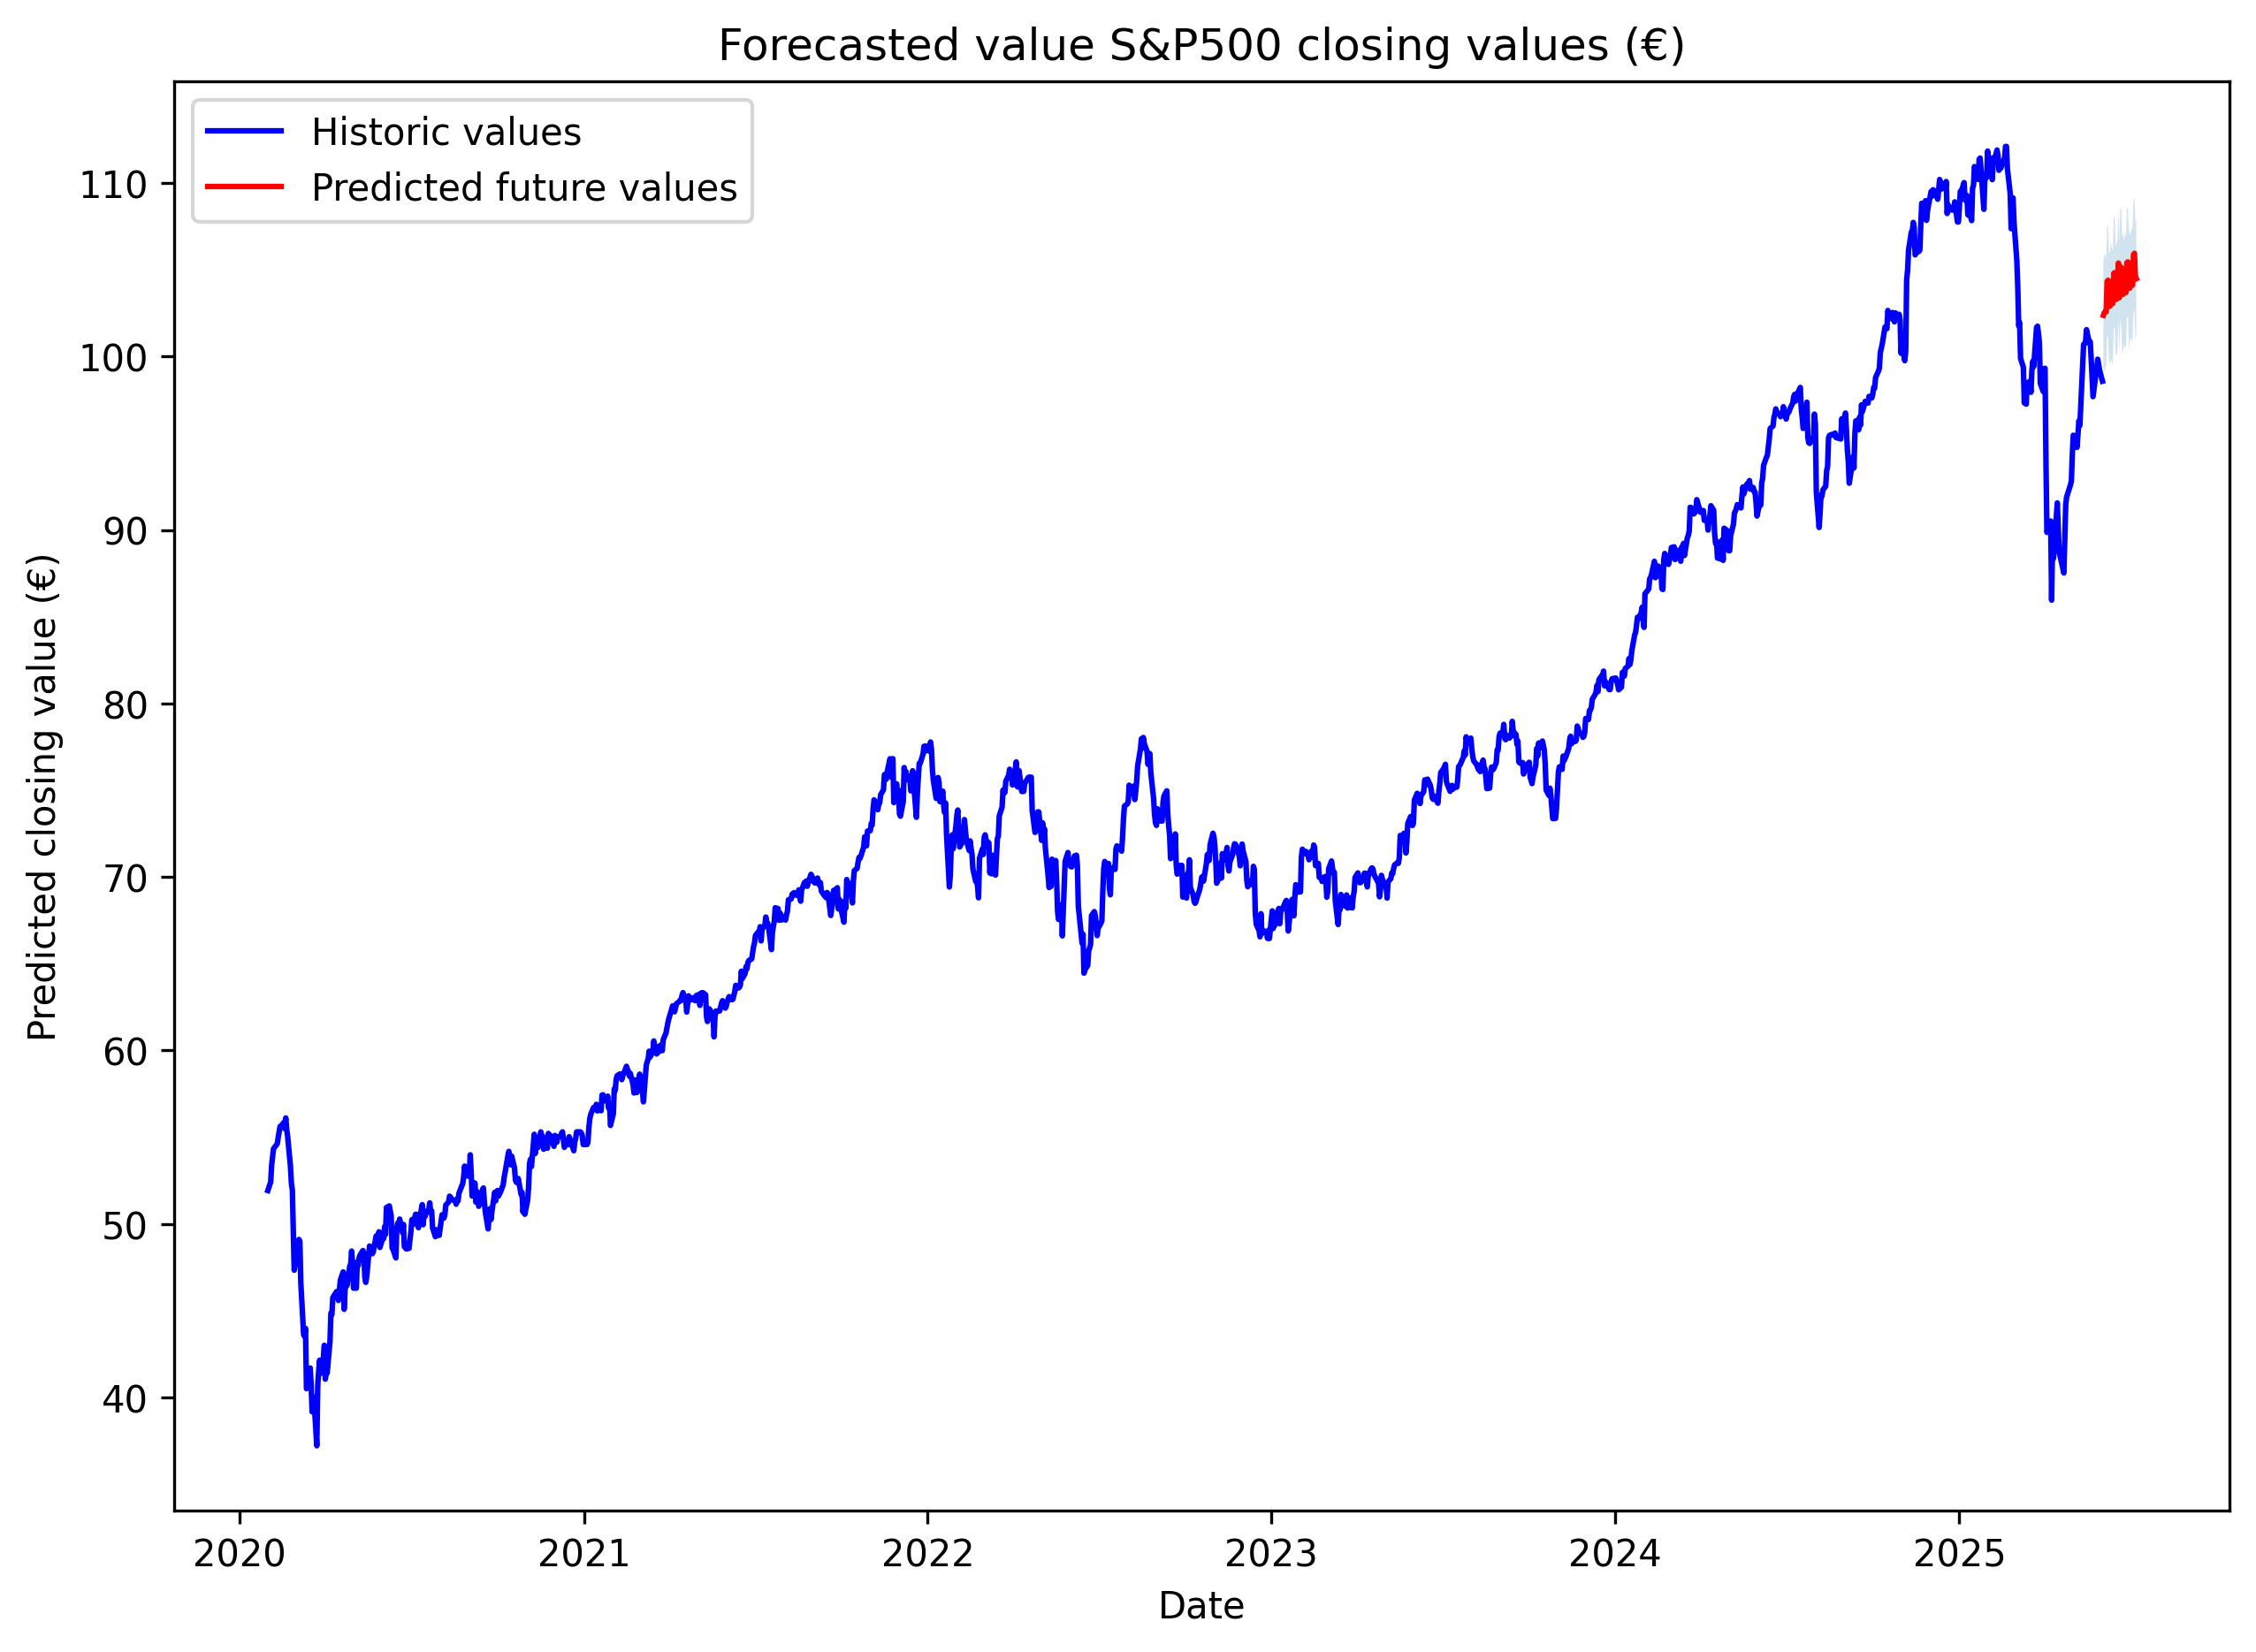 Forecasted value S&P500 closing values (€)
Historic values
Predicted future values
Predicted closing value (€)
110
100
90
80
70
60
50
40
2020 2021 2022 2023 2024 2025
Date